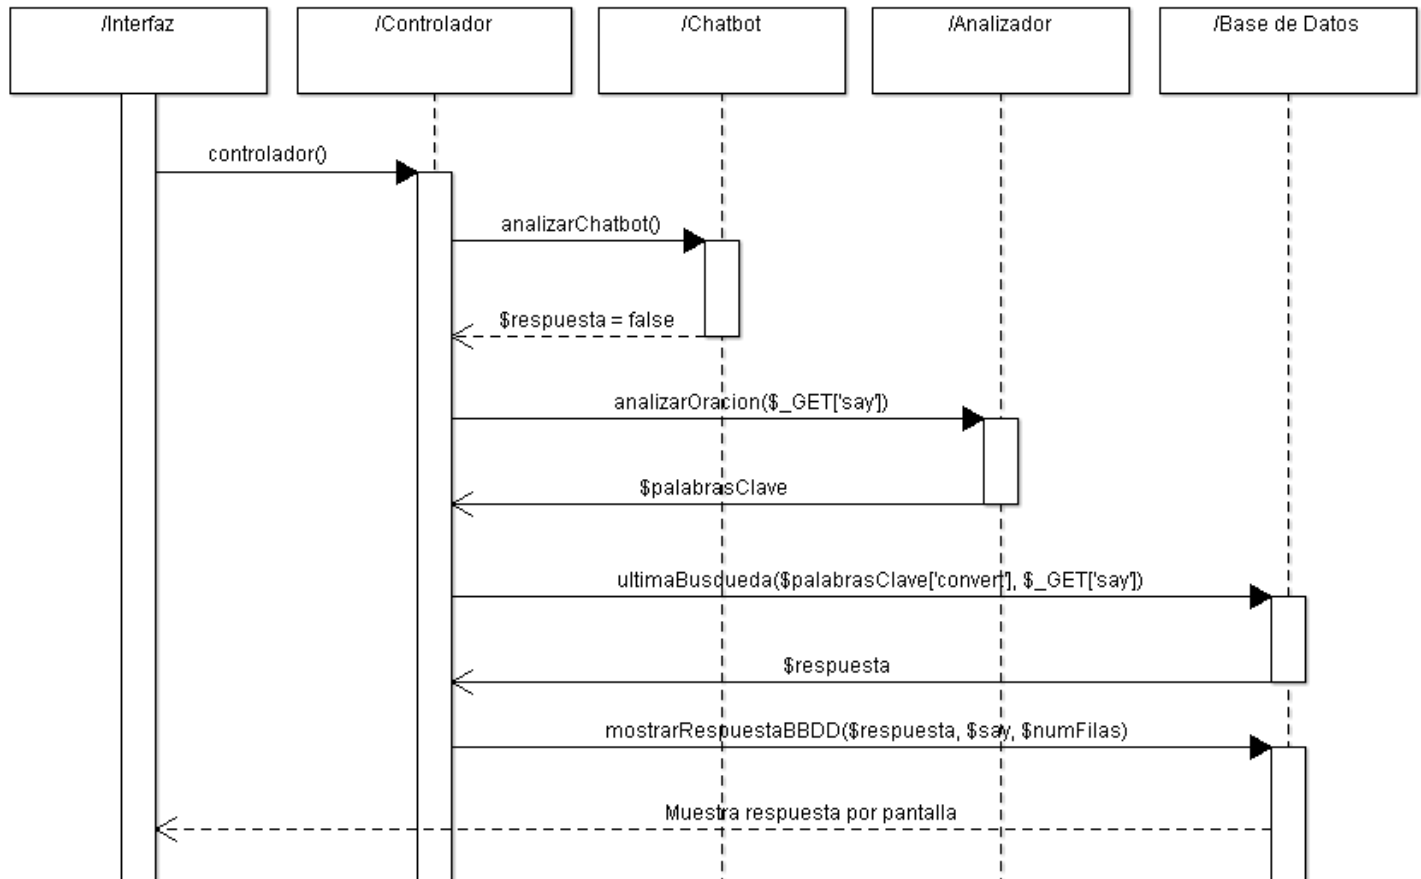 /Interfaz
/Controlador
/Chatbot
/Analizador
/Base de Datos
controlador()
analizarChatbot()
$respuesta = false
analizarOracion($_GET['say'])
$palabrasClave
ultimaBusqueda($palabrasClave['convert'], $_GET['say'])
$respuesta
mostrarRespuestaBBDD($respuesta, $say, $numFilas)
Muestra respuesta por pantalla